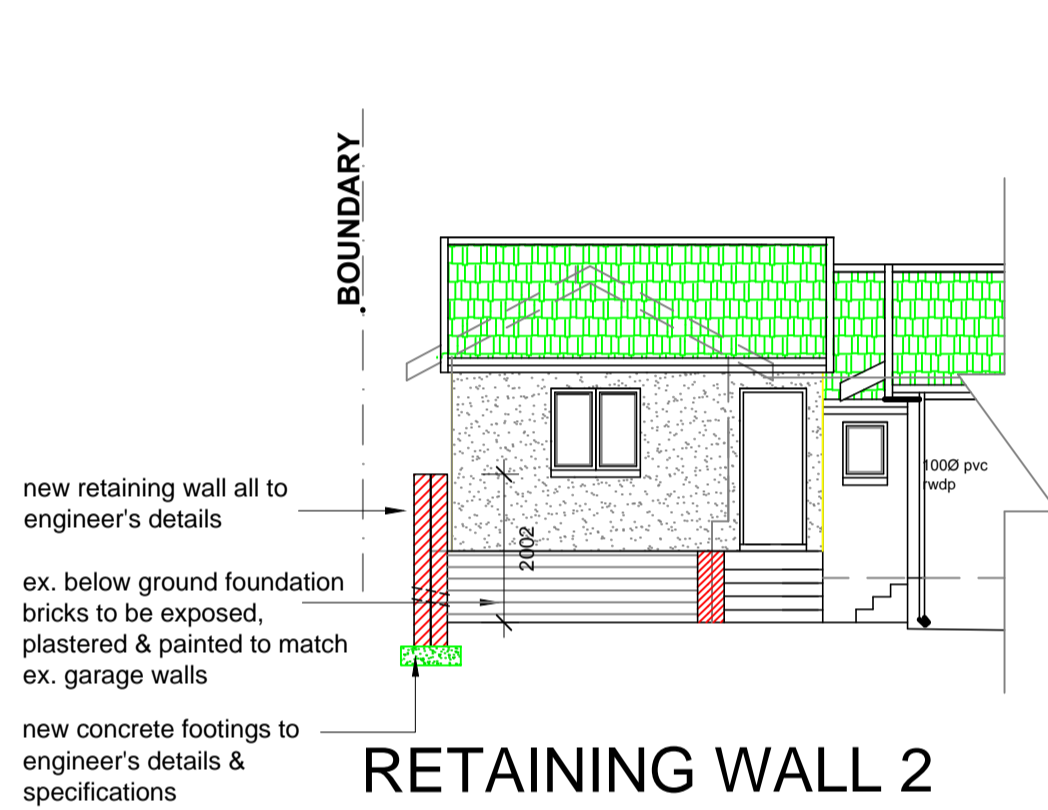 BOUNDARY
new retaining wall all to
engineer's details
ex. below ground foundation
bricks to be exposed,
plastered & painted to match
ex. garage walls
new concrete footings to
engineer's details &
specifications
2002
100Ø pvc
rwdp
RETAINING WALL 2